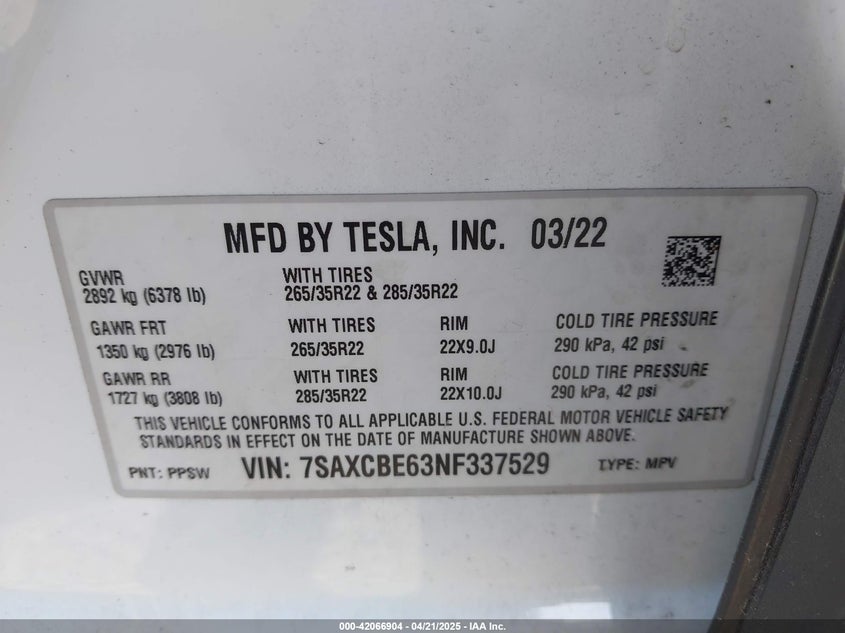 MFD BY TESLA, INC. 03/22
GVWR WITH TIRES
2892 kg (6378 lb) 265/35R22 & 285/35R22
GAWR FRT WITH TIRES RIM COLD TIRE PRESSURE
1350 kg (2976 lb) 265/35R22 22X9.0J 290 kPa, 42 psi
GAWR RR WITH TIRES RIM COLD TIRE PRESSURE
1727 kg (3808 lb) 285/35R22 22X10.0J 290 kPa, 42 psi
THIS VEHICLE CONFORMS TO ALL APPLICABLE U.S. FEDERAL MOTOR VEHICLE SAFETY
STANDARDS IN EFFECT ON THE DATE OF MANUFACTURE SHOWN ABOVE.
PNT: PPSW VIN: 7SAXCBE63NF337529 TYPE: MPV
000-42066904 - 04/21/2025 - IAA Inc.